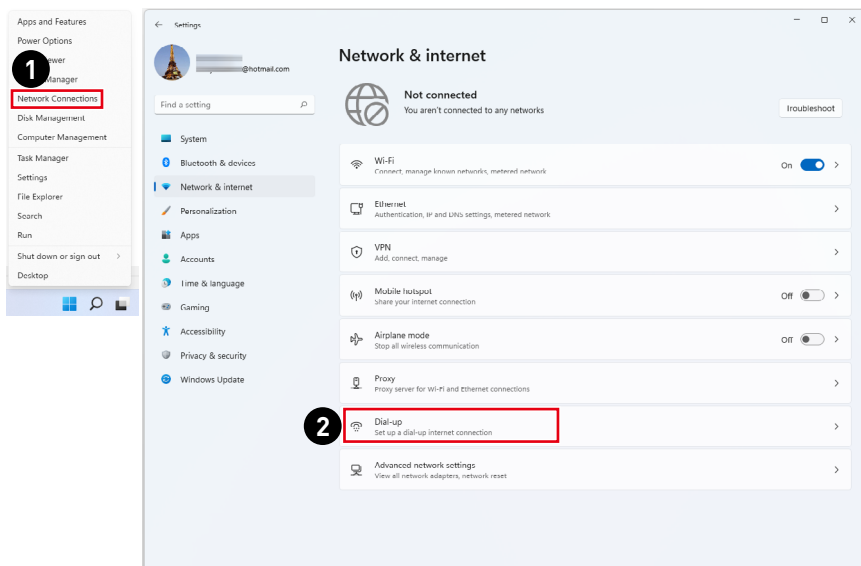 Apps and Features
Power Options
ewer
1
Manager
Network Connections
Disk Management
Computer Management
Task Manager
Settings
File Explorer
Search
Run
Shut down or sign out
Desktop
Settings
@hotmail.com
Find a setting
System
Bluetooth & devices
Network & internet
Personalization
Apps
Accounts
Time & language
Gaming
Accessibility
Privacy & security
Windows Update
Network & internet
Not connected
You aren't connected to any networks
Troubleshoot
Wi-Fi
Connect, manage known networks, metered network
On
Ethernet
Authentication, IP and DNS settings, metered network
VPN
Add, connect, manage
Mobile hotspot
Share your internet connection
Off
Airplane mode
Stop all wireless communication
Off
Proxy
Proxy server for Wi-Fi and Ethernet connections
2
Dial-up
Set up a dial-up internet connection
Advanced network settings
View all network adapters, network reset